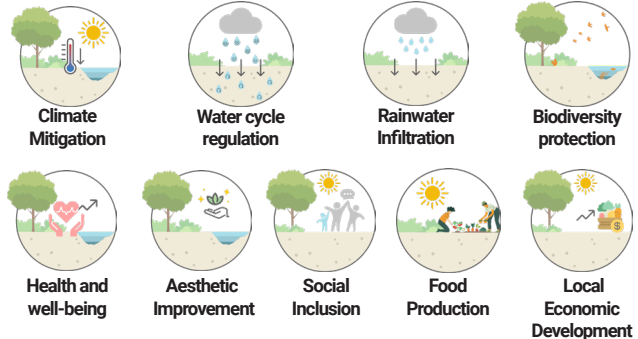 Climate
Mitigation
Water cycle
regulation
Rainwater
Infiltration
Biodiversity
protection
Health and
well-being
Aesthetic
Improvement
Social
Inclusion
Food
Production
$
Local
Economic
Development